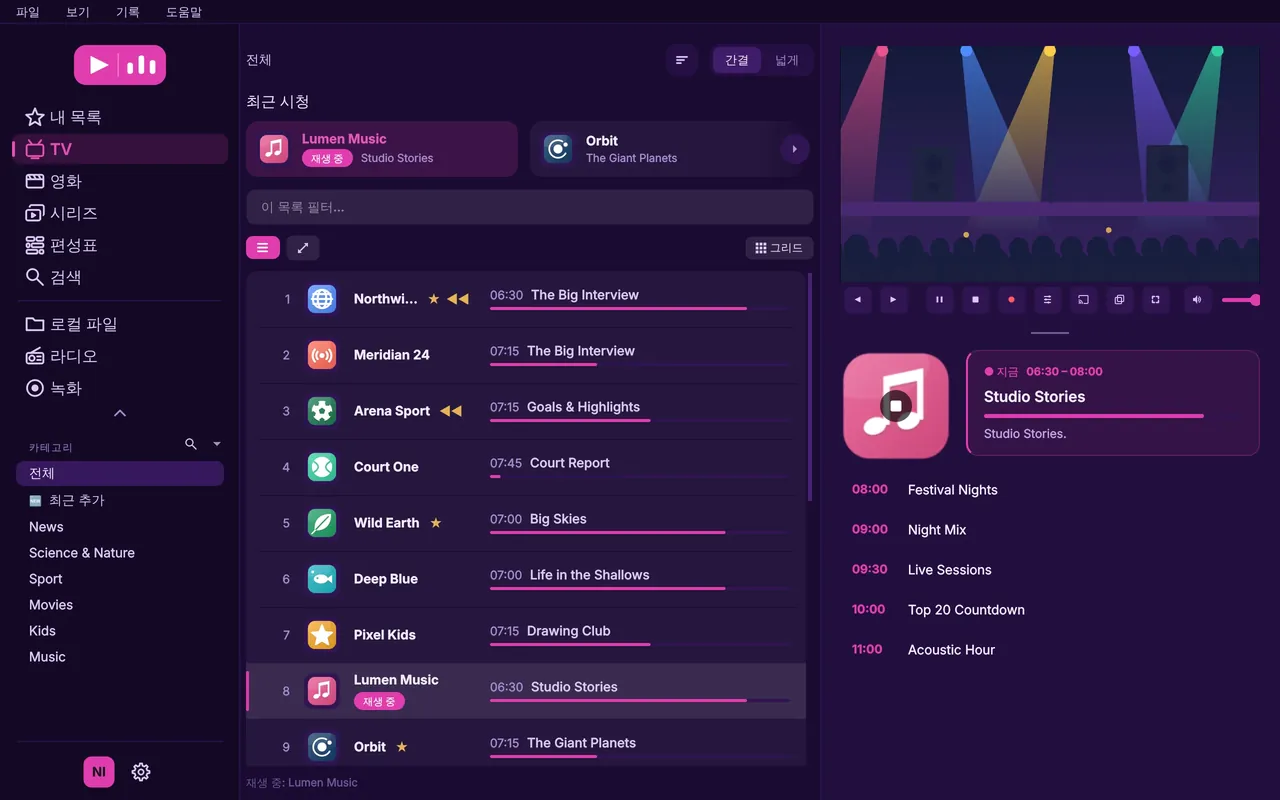 파일 보기 기록 도움말
내 목록
TV
영화
시리즈
편성표
검색
로컬 파일
라디오
녹화
카테고리
전체
최근 추가
News
Science & Nature
Sport
Movies
Kids
Music
NI
전체
간결 넓게
최근 시청
Lumen Music
재생 중 Studio Stories
Orbit
The Giant Planets
이 목록 필터...
그리드
1 Northwi... 06:30 The Big Interview
2 Meridian 24 07:15 The Big Interview
3 Arena Sport 07:15 Goals & Highlights
4 Court One 07:45 Court Report
5 Wild Earth 07:00 Big Skies
6 Deep Blue 07:00 Life in the Shallows
7 Pixel Kids 07:15 Drawing Club
8 Lumen Music 06:30 Studio Stories
재생 중
9 Orbit 07:15 The Giant Planets
재생 중: Lumen Music
지금 06:30 – 08:00
Studio Stories
Studio Stories.
08:00 Festival Nights
09:00 Night Mix
09:30 Live Sessions
10:00 Top 20 Countdown
11:00 Acoustic Hour